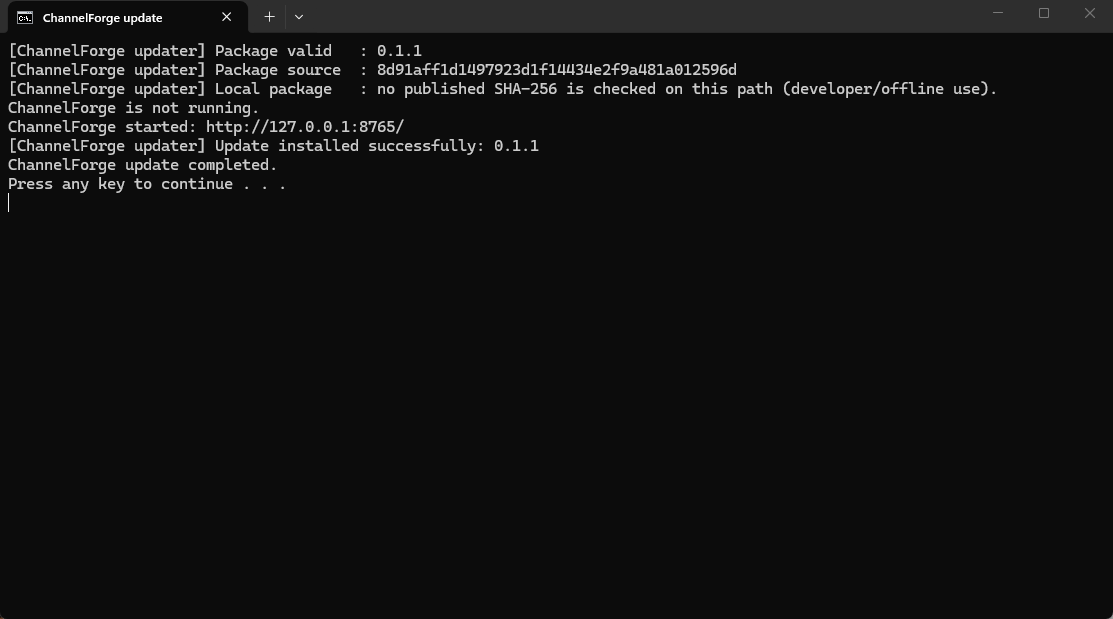 ChannelForge update
[ChannelForge updater] Package valid   : 0.1.1
[ChannelForge updater] Package source  : 8d91aff1d1497923d1f14434e2f9a481a012596d
[ChannelForge updater] Local package   : no published SHA-256 is checked on this path (developer/offline use).
ChannelForge is not running.
ChannelForge started: http://127.0.0.1:8765/
[ChannelForge updater] Update installed successfully: 0.1.1
ChannelForge update completed.
Press any key to continue . . .